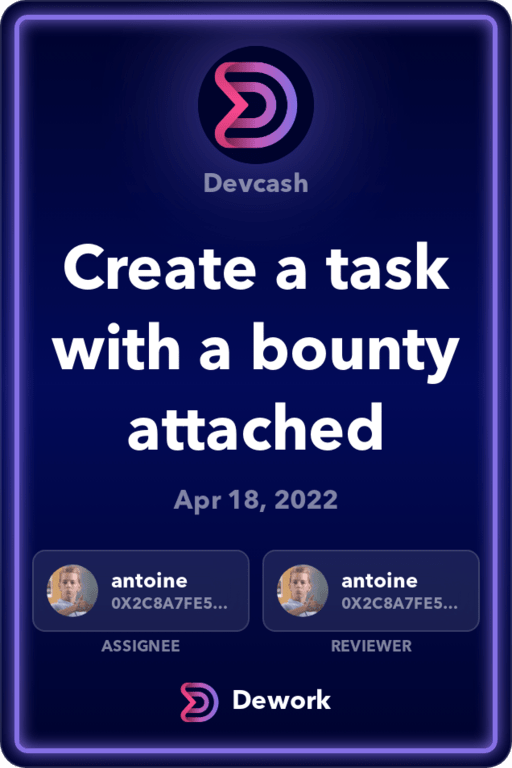 Devcash
Create a task
with a bounty
attached
Apr 18, 2022
antoine
0X2C8A7FE5...
ASSIGNEE
antoine
0X2C8A7FE5...
REVIEWER
Dework